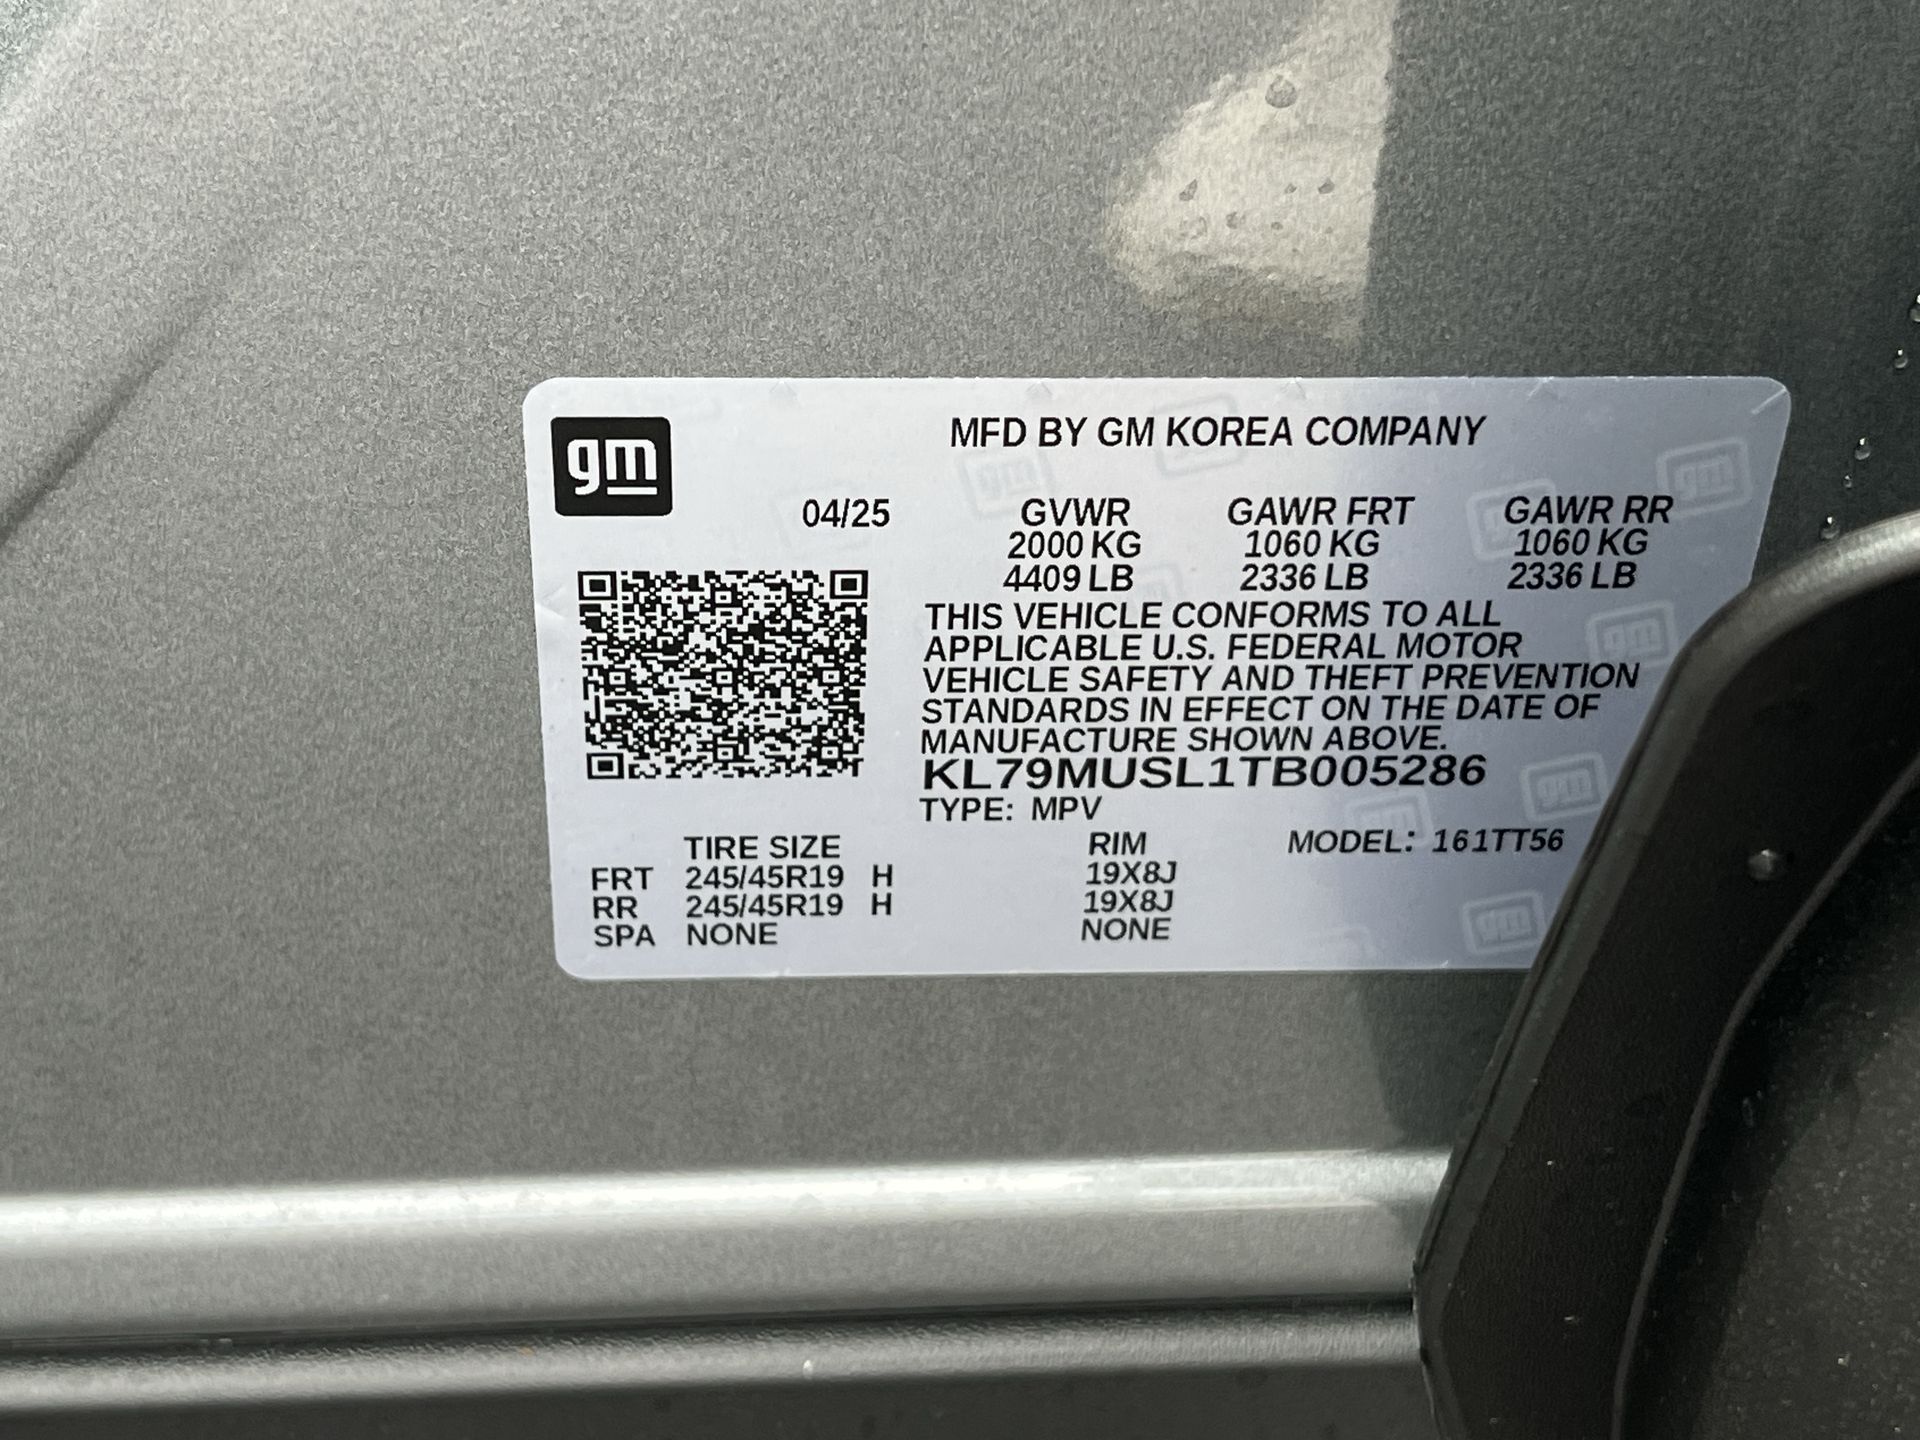 gm
MFD BY GM KOREA COMPANY
04/25 GVWR GAWR FRT GAWR RR
2000 KG 1060 KG 1060 KG
4409 LB 2336 LB 2336 LB
THIS VEHICLE CONFORMS TO ALL
APPLICABLE U.S. FEDERAL MOTOR
VEHICLE SAFETY AND THEFT PREVENTION
STANDARDS IN EFFECT ON THE DATE OF
MANUFACTURE SHOWN ABOVE.
KL79MUSL1TB005286
TYPE: MPV
TIRE SIZE RIM MODEL: 161TT56
FRT 245/45R19 H 19X8J
RR 245/45R19 H 19X8J
SPA NONE NONE